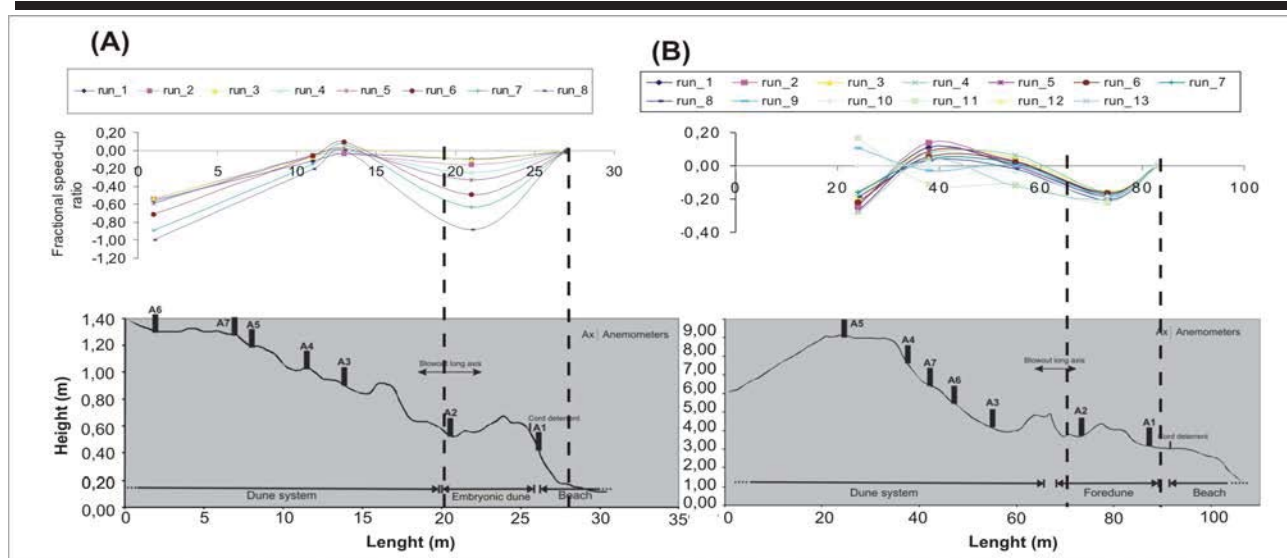 (A)
run_1 run_2 run_3 run_4 run_5 run_6 run_7 run_8
Fractional speed-up ratio
0,20
0,00
-0,20
-0,40
-0,60
-0,80
-1,00
-1,20
0 5 10 15 20 25 30
1,40
1,20
1,00
0,80
0,60
0,40
0,20
0,00
Height (m)
A6 A7 A5 A4 A3 A2 A1
Ax | Anemometers
Blowout long axis
Cord deterrent
Dune system Embryonic dune Beach
0 5 10 15 20 25 30 35
Lenght (m)
(B)
run_1 run_2 run_3 run_4 run_5 run_6 run_7
run_8 run_9 run_10 run_11 run_12 run_13
0,20
0,00
-0,20
-0,40
0 20 40 60 80 100
9,00
8,00
7,00
6,00
5,00
4,00
3,00
2,00
1,00
0,00
A5 A4 A7 A6 A3 A2 A1
Ax | Anemometers
Blowout long axis
Cord deterrent
Dune system Foredune Beach
0 20 40 60 80 100
Lenght (m)